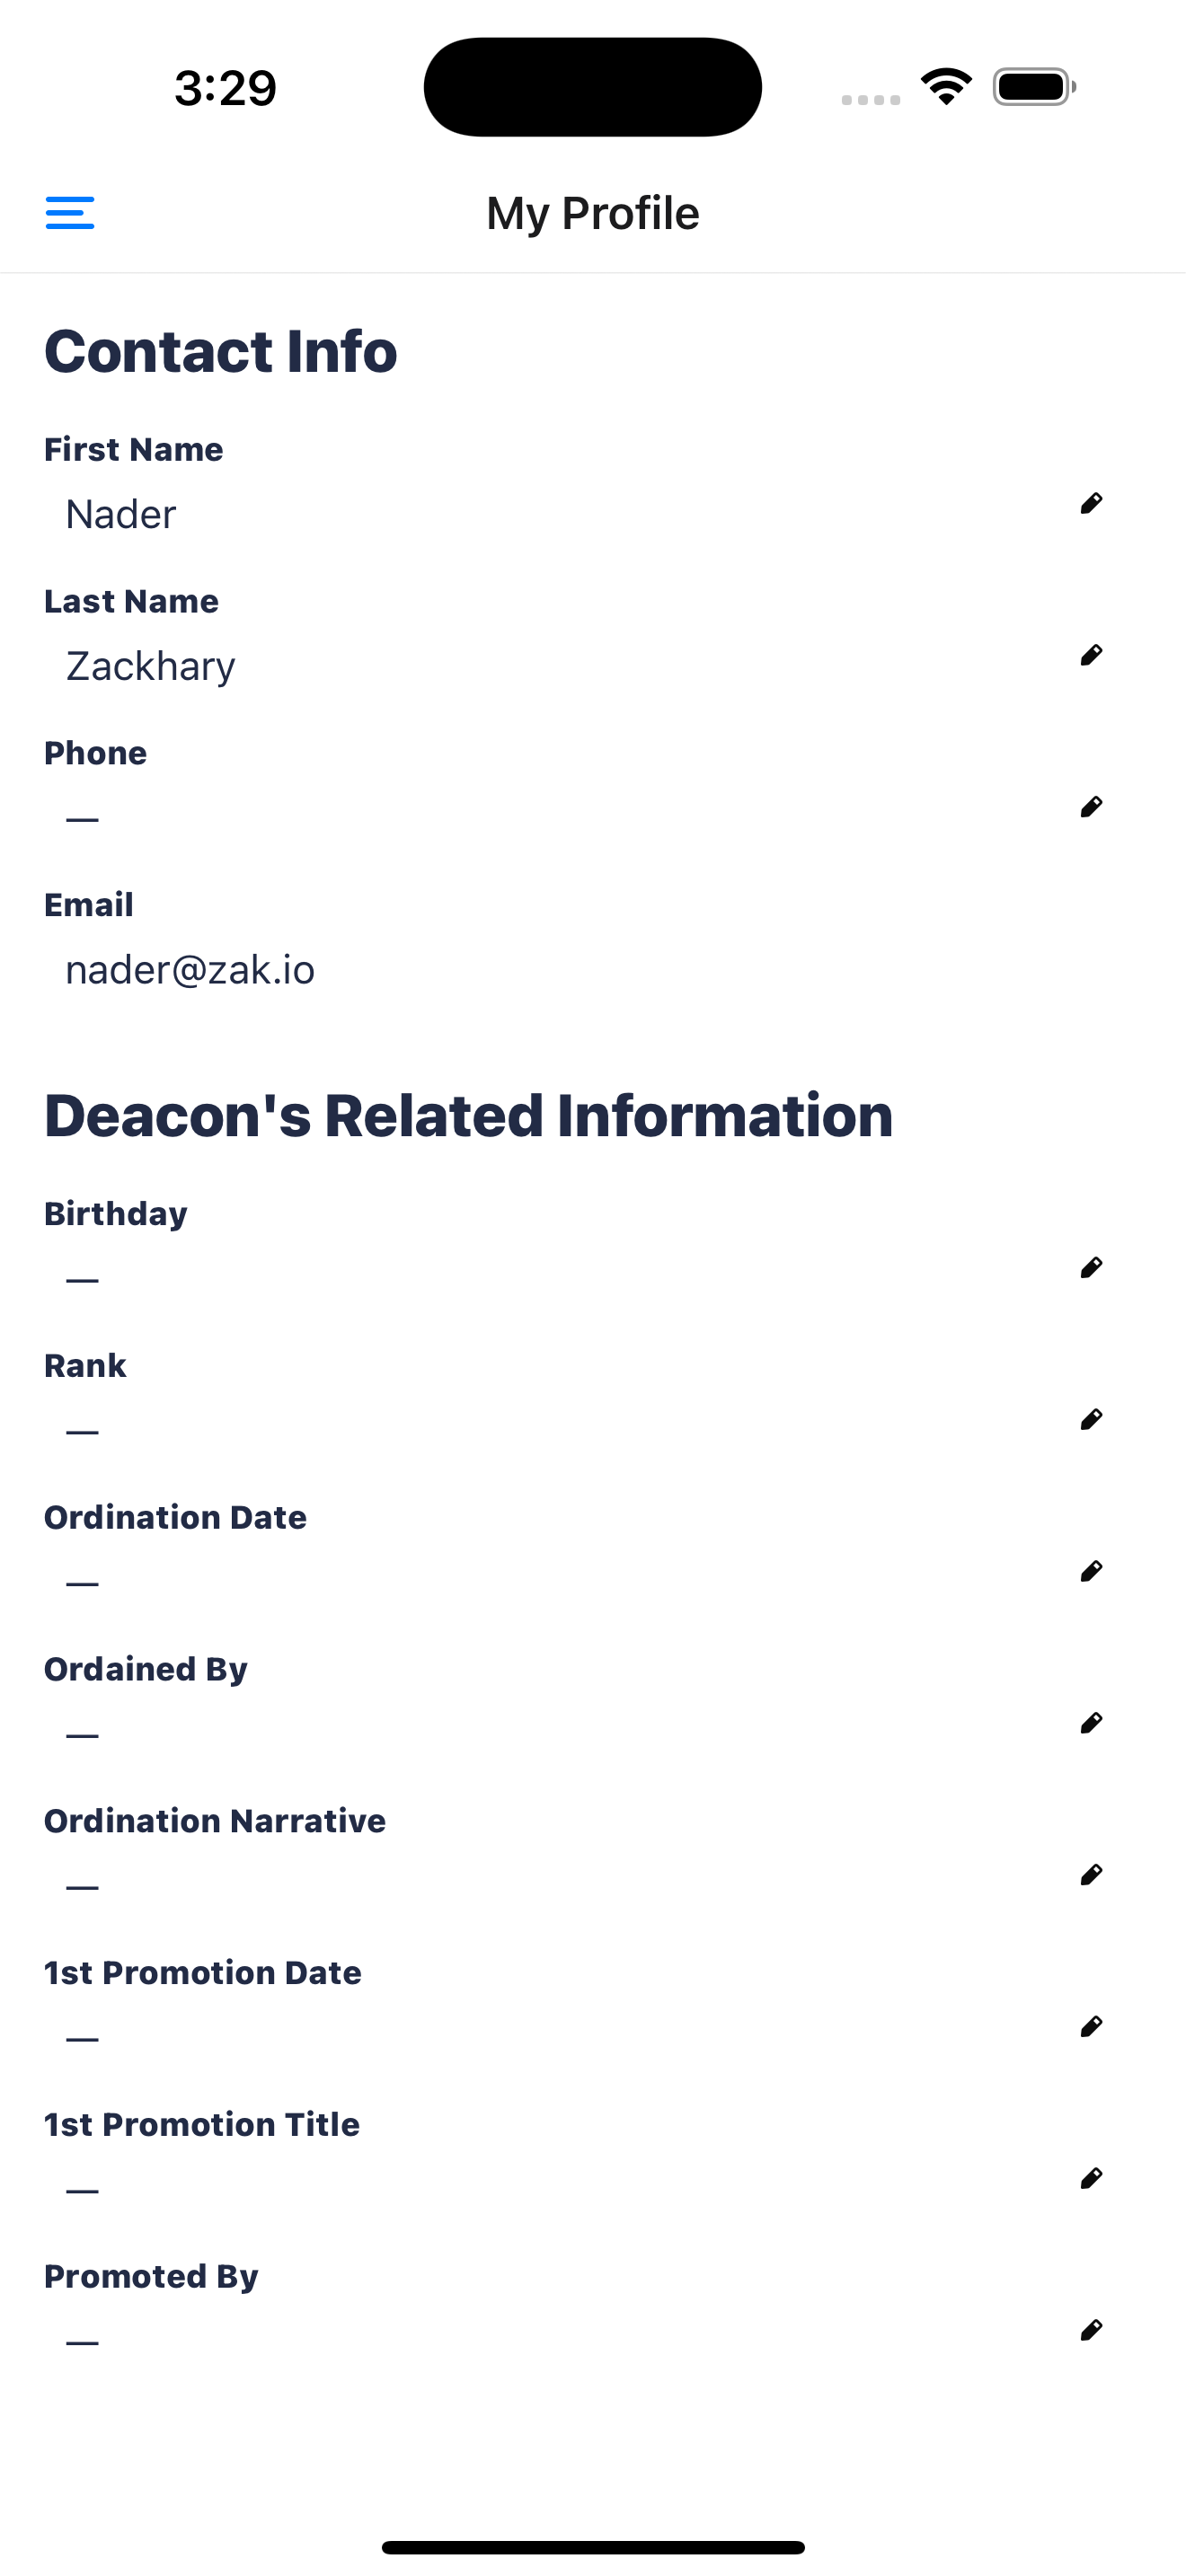 3:29
My Profile
Contact Info
First Name
Nader
Last Name
Zackhary
Phone
—
Email
nader@zak.io
Deacon's Related Information
Birthday
—
Rank
—
Ordination Date
—
Ordained By
—
Ordination Narrative
—
1st Promotion Date
—
1st Promotion Title
—
Promoted By
—